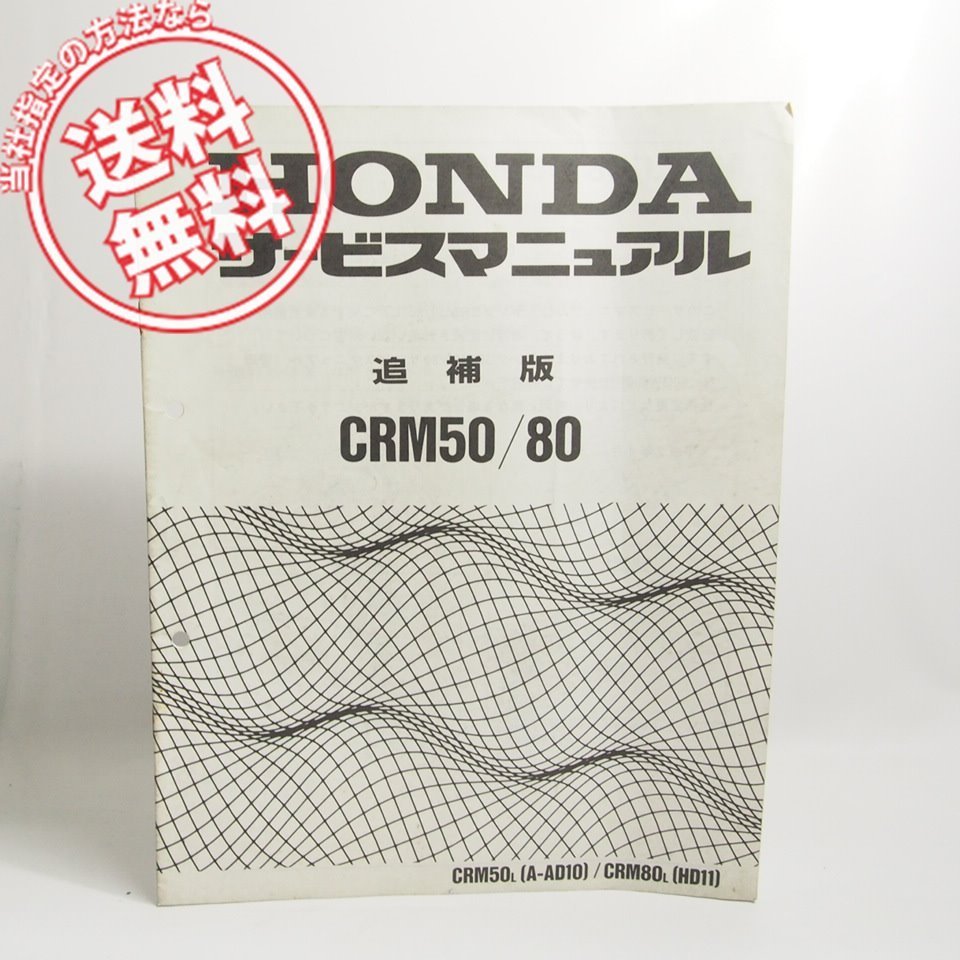 当社指定の方法なら
送料
無料
HONDA
サービスマニュアル
追補版
CRM50/80
CRM50L (A-AD10) / CRM80L (HD11)